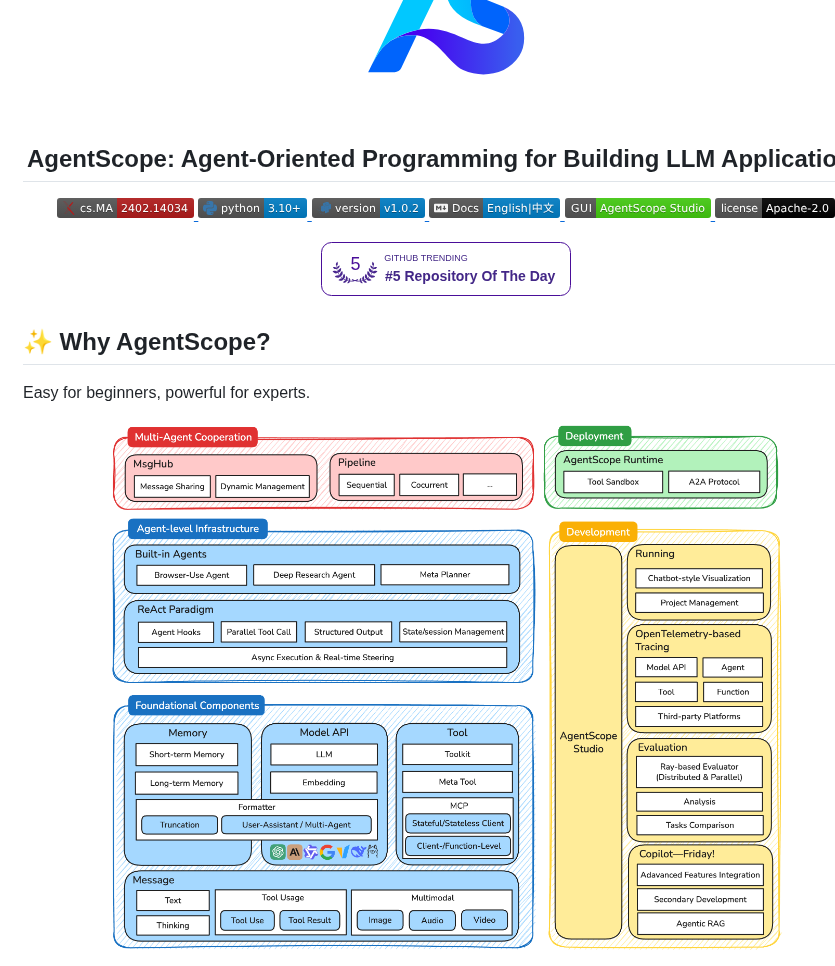 AgentScope: Agent-Oriented Programming for Building LLM Applicatio
cs.MA 2402.14034 python 3.10+ version v1.0.2 Docs English|中文 GUI AgentScope Studio license Apache-2.0
5
GITHUB TRENDING
#5 Repository Of The Day
✨ Why AgentScope?
Easy for beginners, powerful for experts.
Multi-Agent Cooperation
MsgHub
Message Sharing
Dynamic Management
Pipeline
Sequential
Cocurrent
...
Deployment
AgentScope Runtime
Tool Sandbox
A2A Protocol
Agent-level Infrastructure
Built-in Agents
Browser-Use Agent
Deep Research Agent
Meta Planner
ReAct Paradigm
Agent Hooks
Parallel Tool Call
Structured Output
State/session Management
Async Execution & Real-time Steering
Foundational Components
Memory
Short-term Memory
Long-term Memory
Model API
LLM
Embedding
Formatter
Truncation
User-Assistant / Multi-Agent
Tool
Toolkit
Meta Tool
MCP
Stateful/Stateless Client
Client-/Function-Level
Message
Text
Thinking
Tool Usage
Tool Use
Tool Result
Multimodal
Image
Audio
Video
Development
AgentScope
Studio
Running
Chatbot-style Visualization
Project Management
OpenTelemetry-based
Tracing
Model API
Agent
Tool
Function
Third-party Platforms
Evaluation
Ray-based Evaluator
(Distributed & Parallel)
Analysis
Tasks Comparison
Copilot—Friday!
Adavanced Features Integration
Secondary Development
Agentic RAG